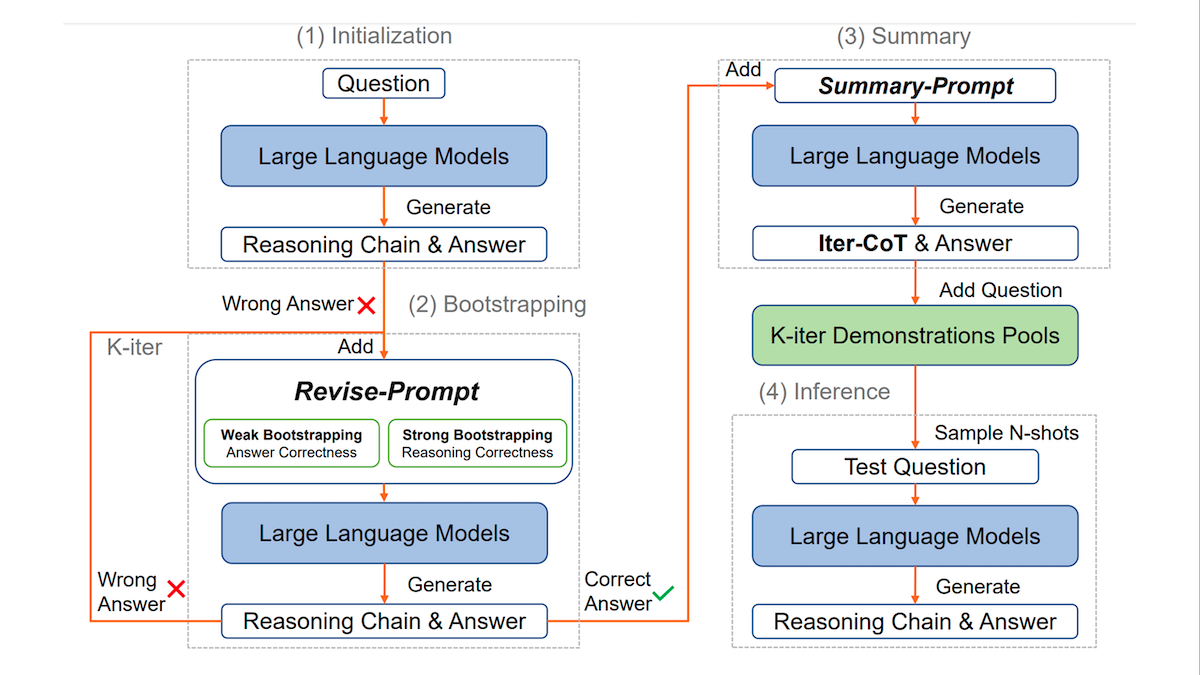 (1) Initialization
Question
Large Language Models
Generate
Reasoning Chain & Answer
Wrong Answer
(2) Bootstrapping
K-iter
Add
Revise-Prompt
Weak Bootstrapping
Answer Correctness
Strong Bootstrapping
Reasoning Correctness
Large Language Models
Generate
Wrong
Answer
Reasoning Chain & Answer
Correct
Answer
(3) Summary
Add
Summary-Prompt
Large Language Models
Generate
Iter-CoT & Answer
Add Question
K-iter Demonstrations Pools
(4) Inference
Sample N-shots
Test Question
Large Language Models
Generate
Reasoning Chain & Answer